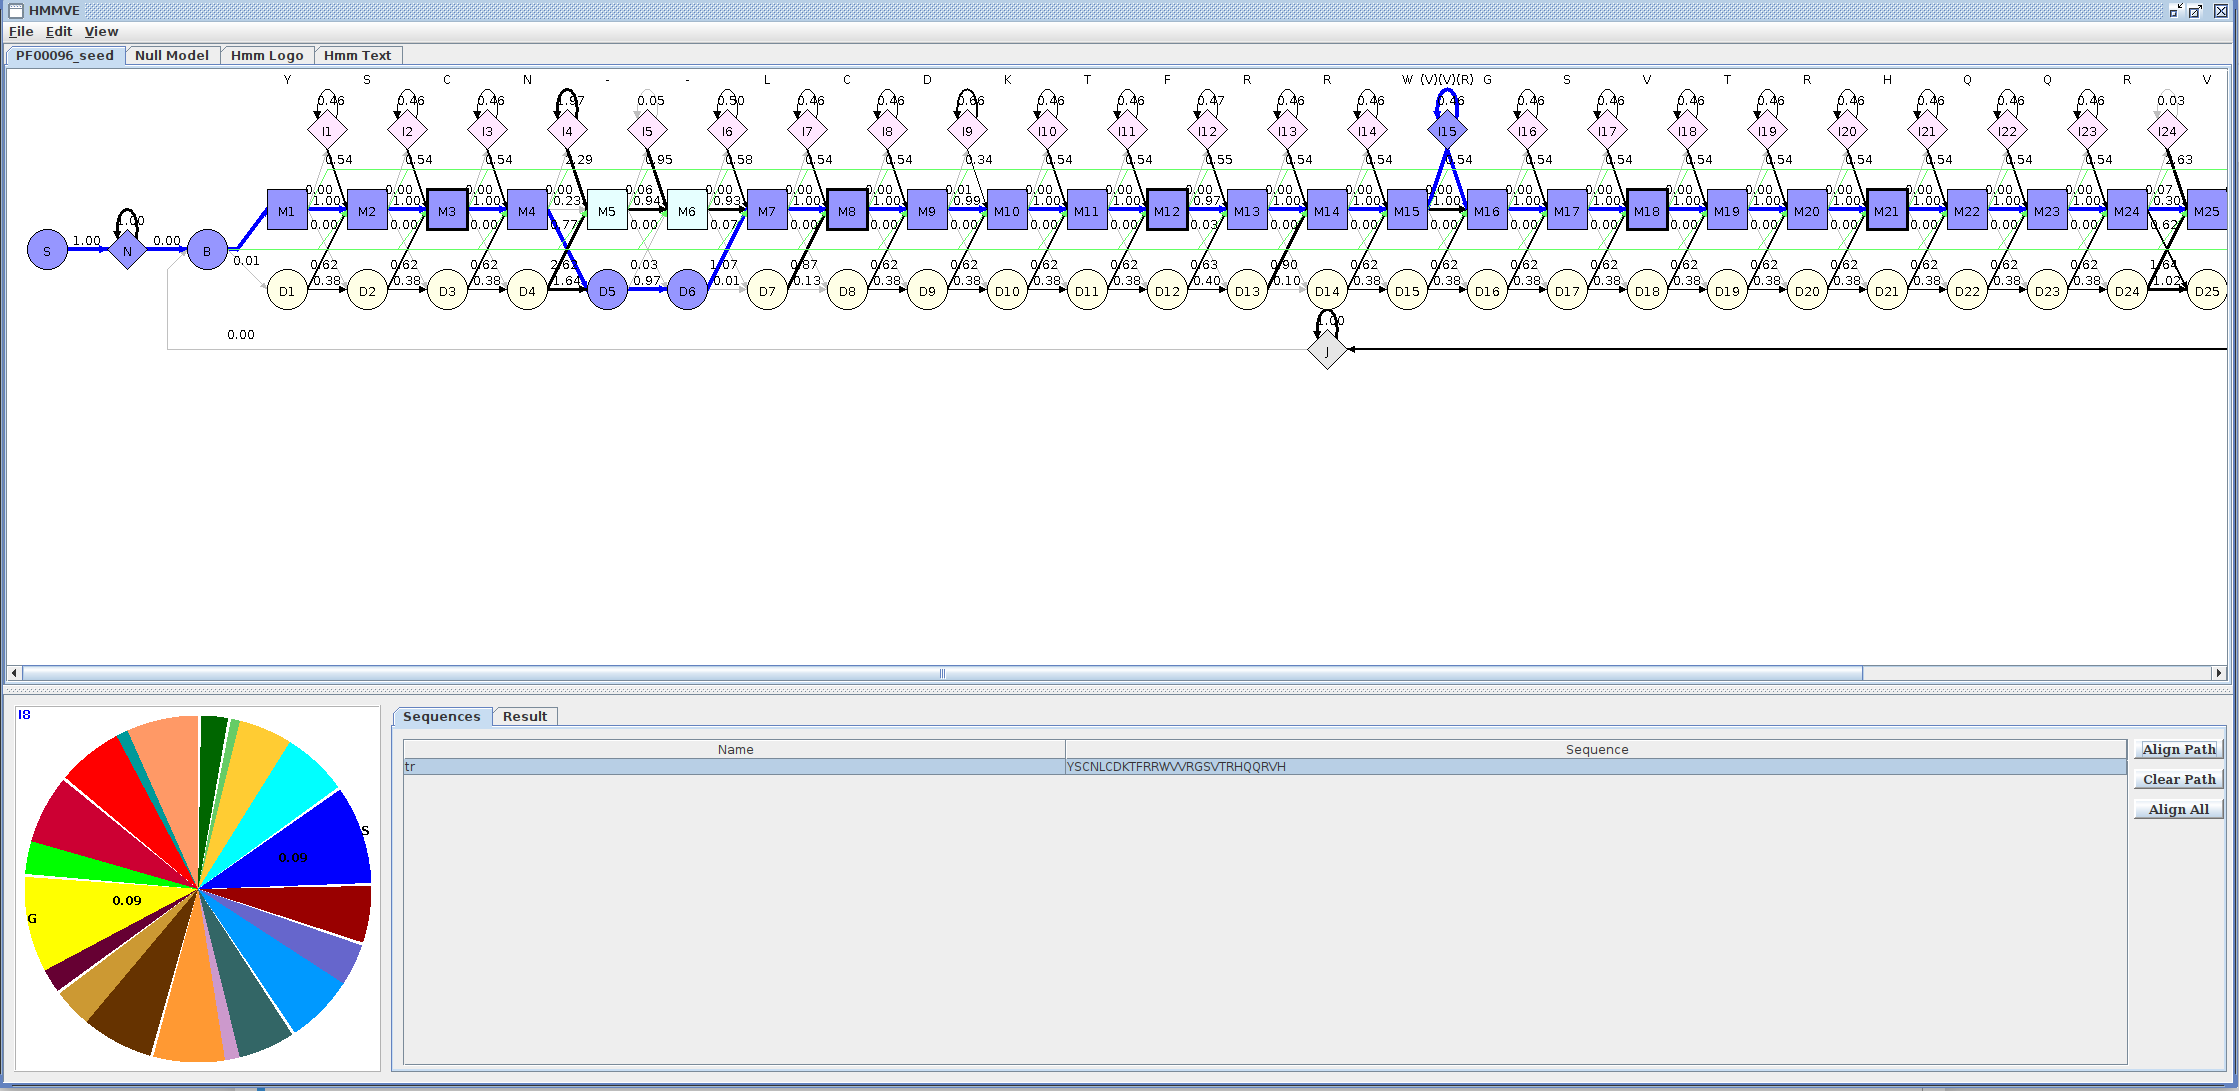 HMMVE
File Edit View
PF00096_seed Null Model Hmm Logo Hmm Text
Y S C N - - L C D K T F R R W (V)(V)(R) G S V T R H Q Q R V
0.46 0.46 0.46 1.97 0.05 0.50 0.46 0.46 0.66 0.46 0.46 0.47 0.46 0.46 0.46 0.46 0.46 0.46 0.46 0.46 0.46 0.46 0.46 0.03
I1 I2 I3 I4 I5 I6 I7 I8 I9 I10 I11 I12 I13 I14 I15 I16 I17 I18 I19 I20 I21 I22 I23 I24
0.54 0.54 0.54 2.29 0.95 0.58 0.54 0.54 0.34 0.54 0.54 0.55 0.54 0.54 0.54 0.54 0.54 0.54 0.54 0.54 0.54 0.54 0.54 2.63
0.00 0.00 0.00 0.00 0.06 0.00 0.00 0.00 0.01 0.00 0.00 0.00 0.00 0.00 0.00 0.00 0.00 0.00 0.00 0.00 0.00 0.00 0.00 0.07
1.00 1.00 1.00 0.23 0.94 0.93 1.00 1.00 0.99 1.00 1.00 0.97 1.00 1.00 1.00 1.00 1.00 1.00 1.00 1.00 1.00 1.00 1.00 0.30
M1 M2 M3 M4 M5 M6 M7 M8 M9 M10 M11 M12 M13 M14 M15 M16 M17 M18 M19 M20 M21 M22 M23 M24 M25
0.00 0.00 0.00 0.77 0.00 0.07 0.00 0.00 0.00 0.00 0.00 0.03 0.00 0.00 0.00 0.00 0.00 0.00 0.00 0.00 0.00 0.00 0.00 0.62
1.00
S 1.00 N 0.00 B
0.01
0.62 0.62 0.62 2.62 0.03 1.07 0.87 0.62 0.62 0.62 0.62 0.63 0.90 0.62 0.62 0.62 0.62 0.62 0.62 0.62 0.62 0.62 0.62 1.64
0.38 0.38 0.38 1.64 0.97 0.01 0.13 0.38 0.38 0.38 0.38 0.40 0.10 0.38 0.38 0.38 0.38 0.38 0.38 0.38 0.38 0.38 0.38 1.02
D1 D2 D3 D4 D5 D6 D7 D8 D9 D10 D11 D12 D13 D14 D15 D16 D17 D18 D19 D20 D21 D22 D23 D24 D25
1.00
0.00
J
I8
S
0.09
0.09
G
Sequences Result
Name Sequence
tr YSCNLCDKTFRRWVVRGSVTRHQQRVH
Align Path
Clear Path
Align All